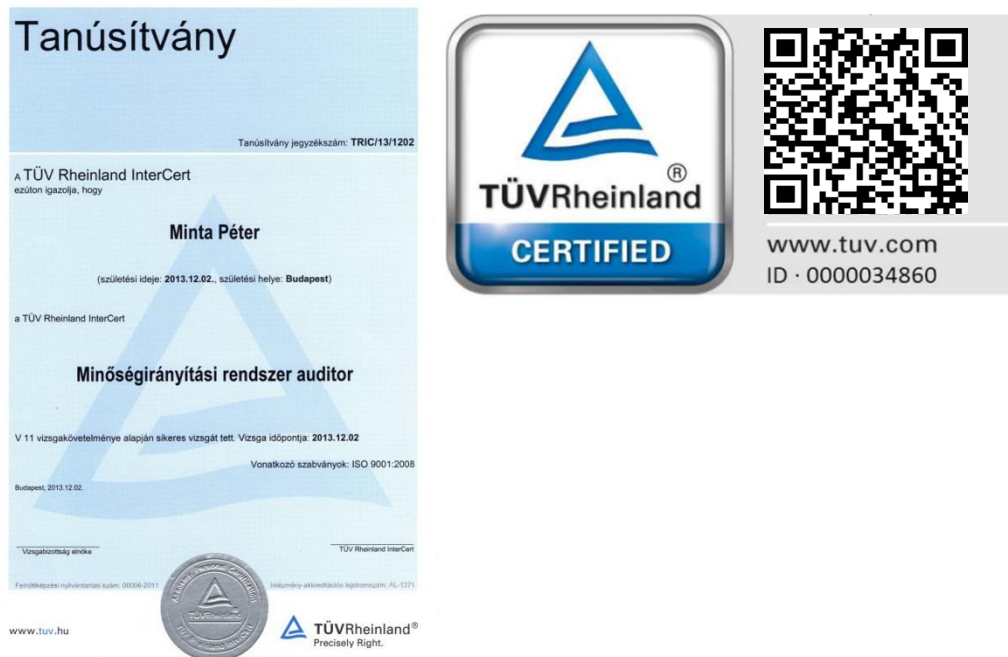 Tanúsítvány
Tanúsítvány jegyzékszám: TRIC/13/1202
A TÜV Rheinland InterCert
ezúton igazolja, hogy
Minta Péter
(születési ideje: 2013.12.02., születési helye: Budapest)
a TÜV Rheinland InterCert
Minőségirányítási rendszer auditor
V 11 vizsgakövetelménye alapján sikeres vizsgát tett. Vizsga időpontja: 2013.12.02
Vonatkozó szabványok: ISO 9001:2008
Budapest, 2013.12.02.
Vizsgabizottság elnöke
TÜV Rheinland InterCert
Felnőttképzési nyilvántartási szám: 00006-2011
Intézmény-akkreditációs lajstromszám: AL-1371
www.tuv.hu
TÜVRheinland®
Precisely Right.
TÜVRheinland®
CERTIFIED
www.tuv.com
ID · 0000034860